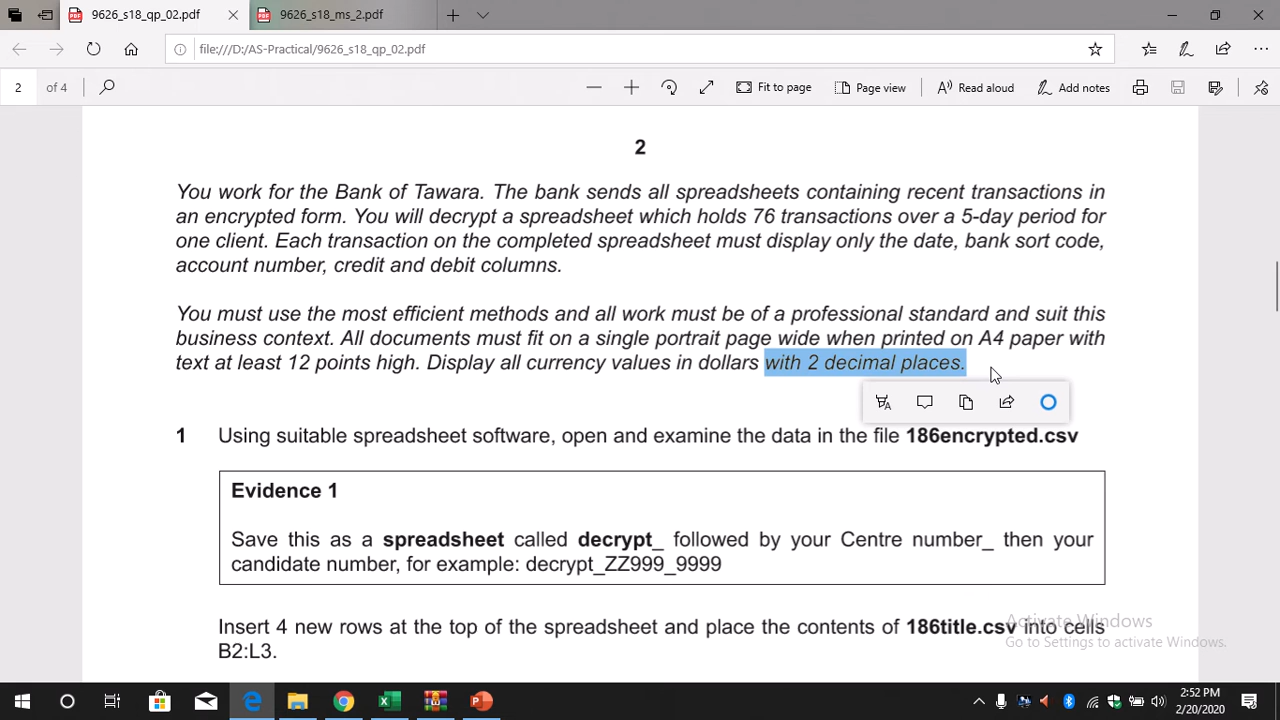 9626_s18_qp_02.pdf
9626_s18_ms_2.pdf
file:///D:/AS-Practical/9626_s18_qp_02.pdf
2 of 4
Fit to page
Page view
Read aloud
Add notes
2
You work for the Bank of Tawara. The bank sends all spreadsheets containing recent transactions in
an encrypted form. You will decrypt a spreadsheet which holds 76 transactions over a 5-day period for
one client. Each transaction on the completed spreadsheet must display only the date, bank sort code,
account number, credit and debit columns.
You must use the most efficient methods and all work must be of a professional standard and suit this
business context. All documents must fit on a single portrait page wide when printed on A4 paper with
text at least 12 points high. Display all currency values in dollars with 2 decimal places.
1 Using suitable spreadsheet software, open and examine the data in the file 186encrypted.csv
Evidence 1
Save this as a spreadsheet called decrypt_ followed by your Centre number_ then your
candidate number, for example: decrypt_ZZ999_9999
Insert 4 new rows at the top of the spreadsheet and place the contents of 186title.csv into cells
B2:L3.
Activate Windows
Go to Settings to activate Windows.
2:52 PM
2/20/2020